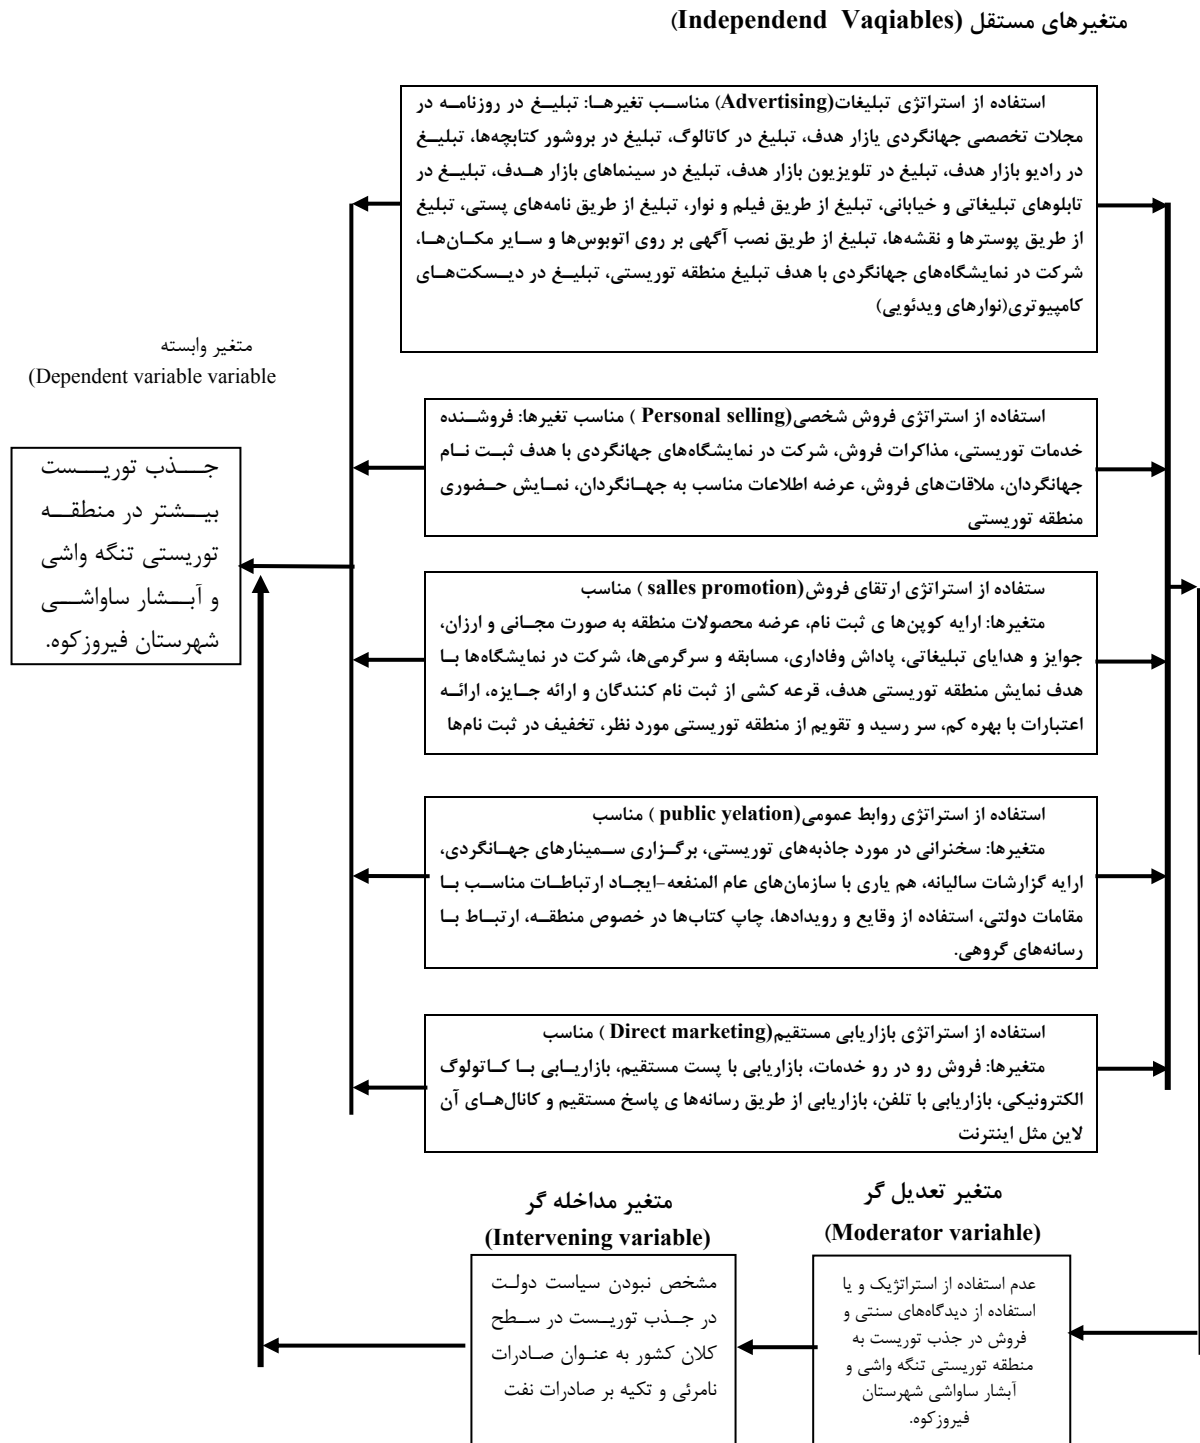 متغیرهای مستقل (Independend Vaqiables)
استفاده از استراتژی تبلیغات(Advertising) مناسب تغیرها: تبلیغ در روزنامه در
مجلات تخصصی جهانگردی یازار هدف، تبلیغ در کاتالوگ، تبلیغ در بروشور کتابچه‌ها، تبلیغ
در رادیو بازار هدف، تبلیغ در تلویزیون بازار هدف، تبلیغ در سینماهای بازار هدف، تبلیغ در
تابلوهای تبلیغاتی و خیابانی، تبلیغ از طریق فیلم و نوار، تبلیغ از طریق نامه‌های پستی، تبلیغ
از طریق پوسترها و نقشه‌ها، تبلیغ از طریق نصب آگهی بر روی اتوبوس‌ها و سایر مکان‌ها،
شرکت در نمایشگاه‌های جهانگردی با هدف تبلیغ منطقه توریستی، تبلیغ در دیسکت‌های
کامپیوتری(نوارهای ویدئویی)
متغیر وابسته
(Dependent variable variable
جذب توریست
بیشتر در منطقه
توریستی تنگه واشی
و آبشار ساواشی
شهرستان فیروزکوه.
استفاده از استراتژی فروش شخصی(Personal selling ) مناسب تغیرها: فروشنده
خدمات توریستی، مذاکرات فروش، شرکت در نمایشگاه‌های جهانگردی با هدف ثبت نام
جهانگردان، ملاقات‌های فروش، عرضه اطلاعات مناسب به جهانگردان، نمایش حضوری
منطقه توریستی
ستفاده از استراتژی ارتقای فروش(salles promotion ) مناسب
متغیرها: ارایه کوپن‌ها ی ثبت نام، عرضه محصولات منطقه به صورت مجانی و ارزان،
جوایز و هدایای تبلیغاتی، پاداش وفاداری، مسابقه و سرگرمی‌ها، شرکت در نمایشگاه‌ها با
هدف نمایش منطقه توریستی هدف، قرعه کشی از ثبت نام کنندگان و ارائه جایزه، ارائه
اعتبارات با بهره کم، سر رسید و تقویم از منطقه توریستی مورد نظر، تخفیف در ثبت نام‌ها
استفاده از استراتژی روابط عمومی(public yelation ) مناسب
متغیرها: سخنرانی در مورد جاذبه‌های توریستی، برگزاری سمینارهای جهانگردی،
ارایه گزارشات سالیانه، هم یاری با سازمان‌های عام المنفعه-ایجاد ارتباطات مناسب با
مقامات دولتی، استفاده از وقایع و رویدادها، چاپ کتاب‌ها در خصوص منطقه، ارتباط با
رسانه‌های گروهی.
استفاده از استراتژی بازاریابی مستقیم(Direct marketing ) مناسب
متغیرها: فروش رو در رو خدمات، بازاریابی با پست مستقیم، بازاریابی با کاتولوگ
الکترونیکی، بازاریابی با تلفن، بازاریابی از طریق رسانه‌ها ی پاسخ مستقیم و کانال‌های آن
لاین مثل اینترنت
متغیر تعدیل گر
(Moderator variahle)
عدم استفاده از استراتژیک و یا
استفاده از دیدگاه‌های سنتی و
فروش در جذب توریست به
منطقه توریستی تنگه واشی و
آبشار ساواشی شهرستان
فیروزکوه.
متغیر مداخله گر
(Intervening variable)
مشخص نبودن سیاست دولت
در جذب توریست در سطح
کلان کشور به عنوان صادرات
نامرئی و تکیه بر صادرات نفت